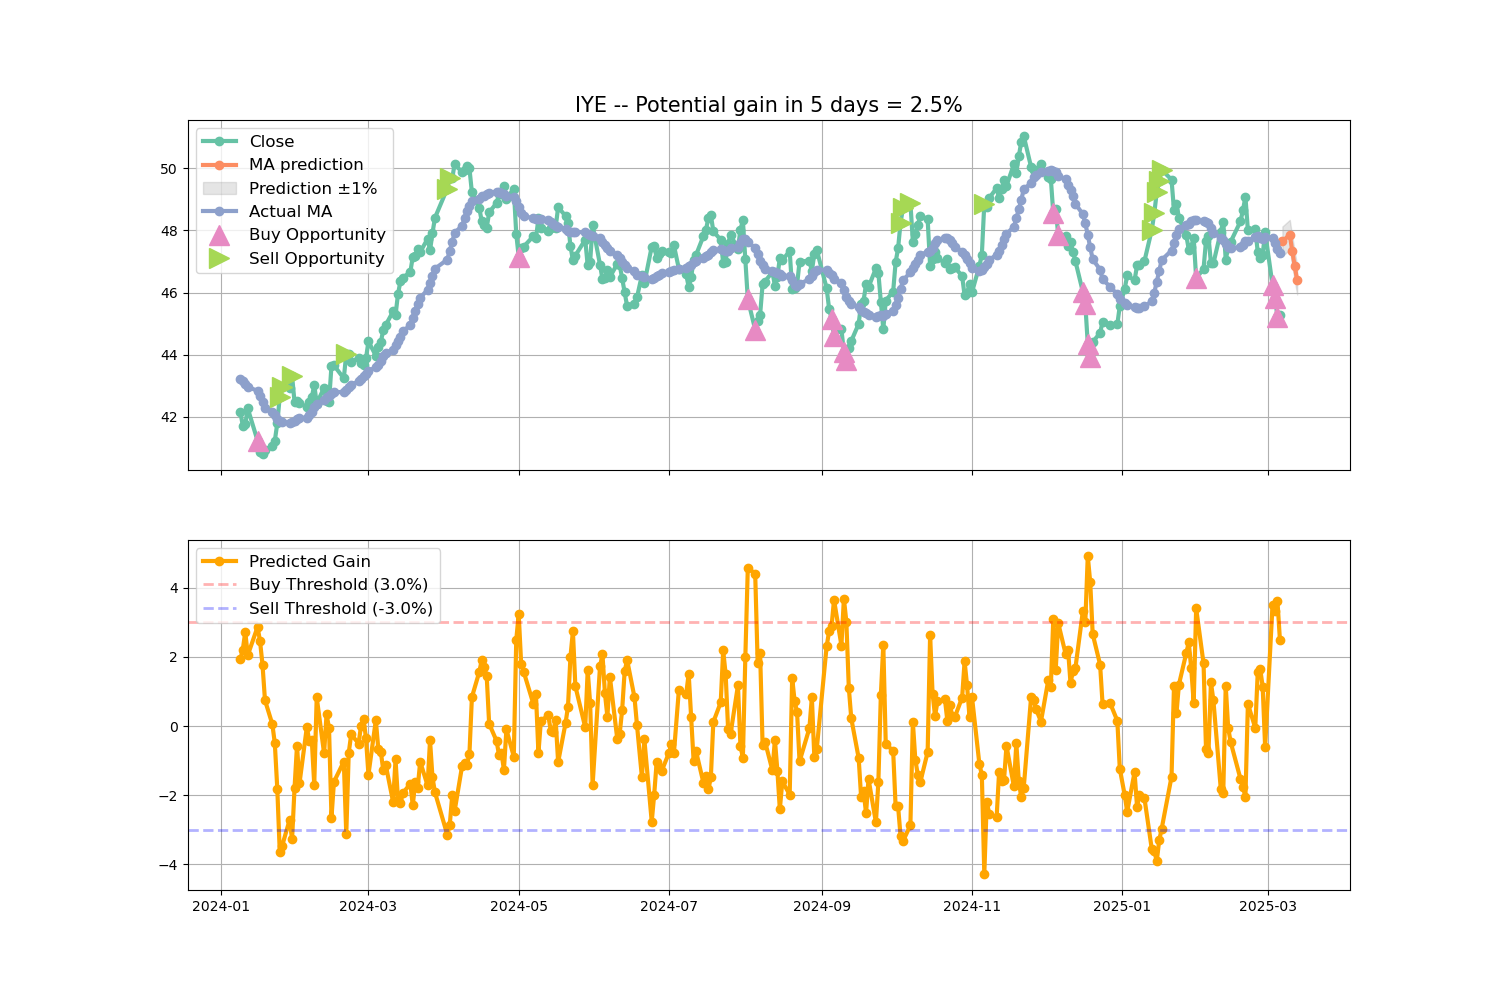 IYE -- Potential gain in 5 days = 2.5%
Close
MA prediction
Prediction ±1%
Actual MA
Buy Opportunity
Sell Opportunity
50
48
46
44
42
Predicted Gain
Buy Threshold (3.0%)
Sell Threshold (-3.0%)
4
2
0
−2
−4
2024-01 2024-03 2024-05 2024-07 2024-09 2024-11 2025-01 2025-03